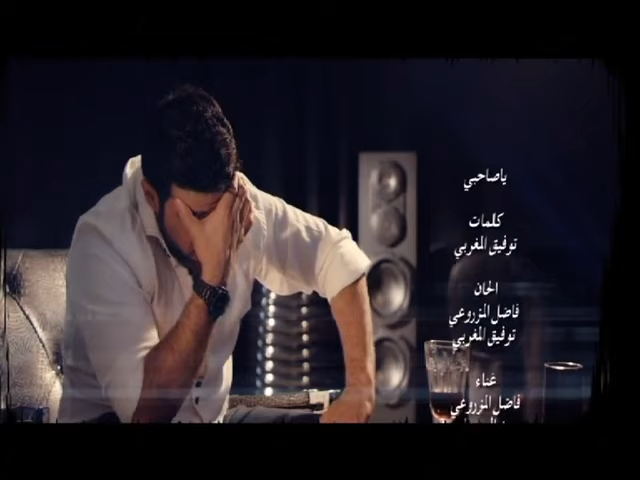 ياصاحبي
كلمات
توفيق المغربي
الحان
فاضل المزروعي
توفيق المغربي
غناء
فاضل المزروعي